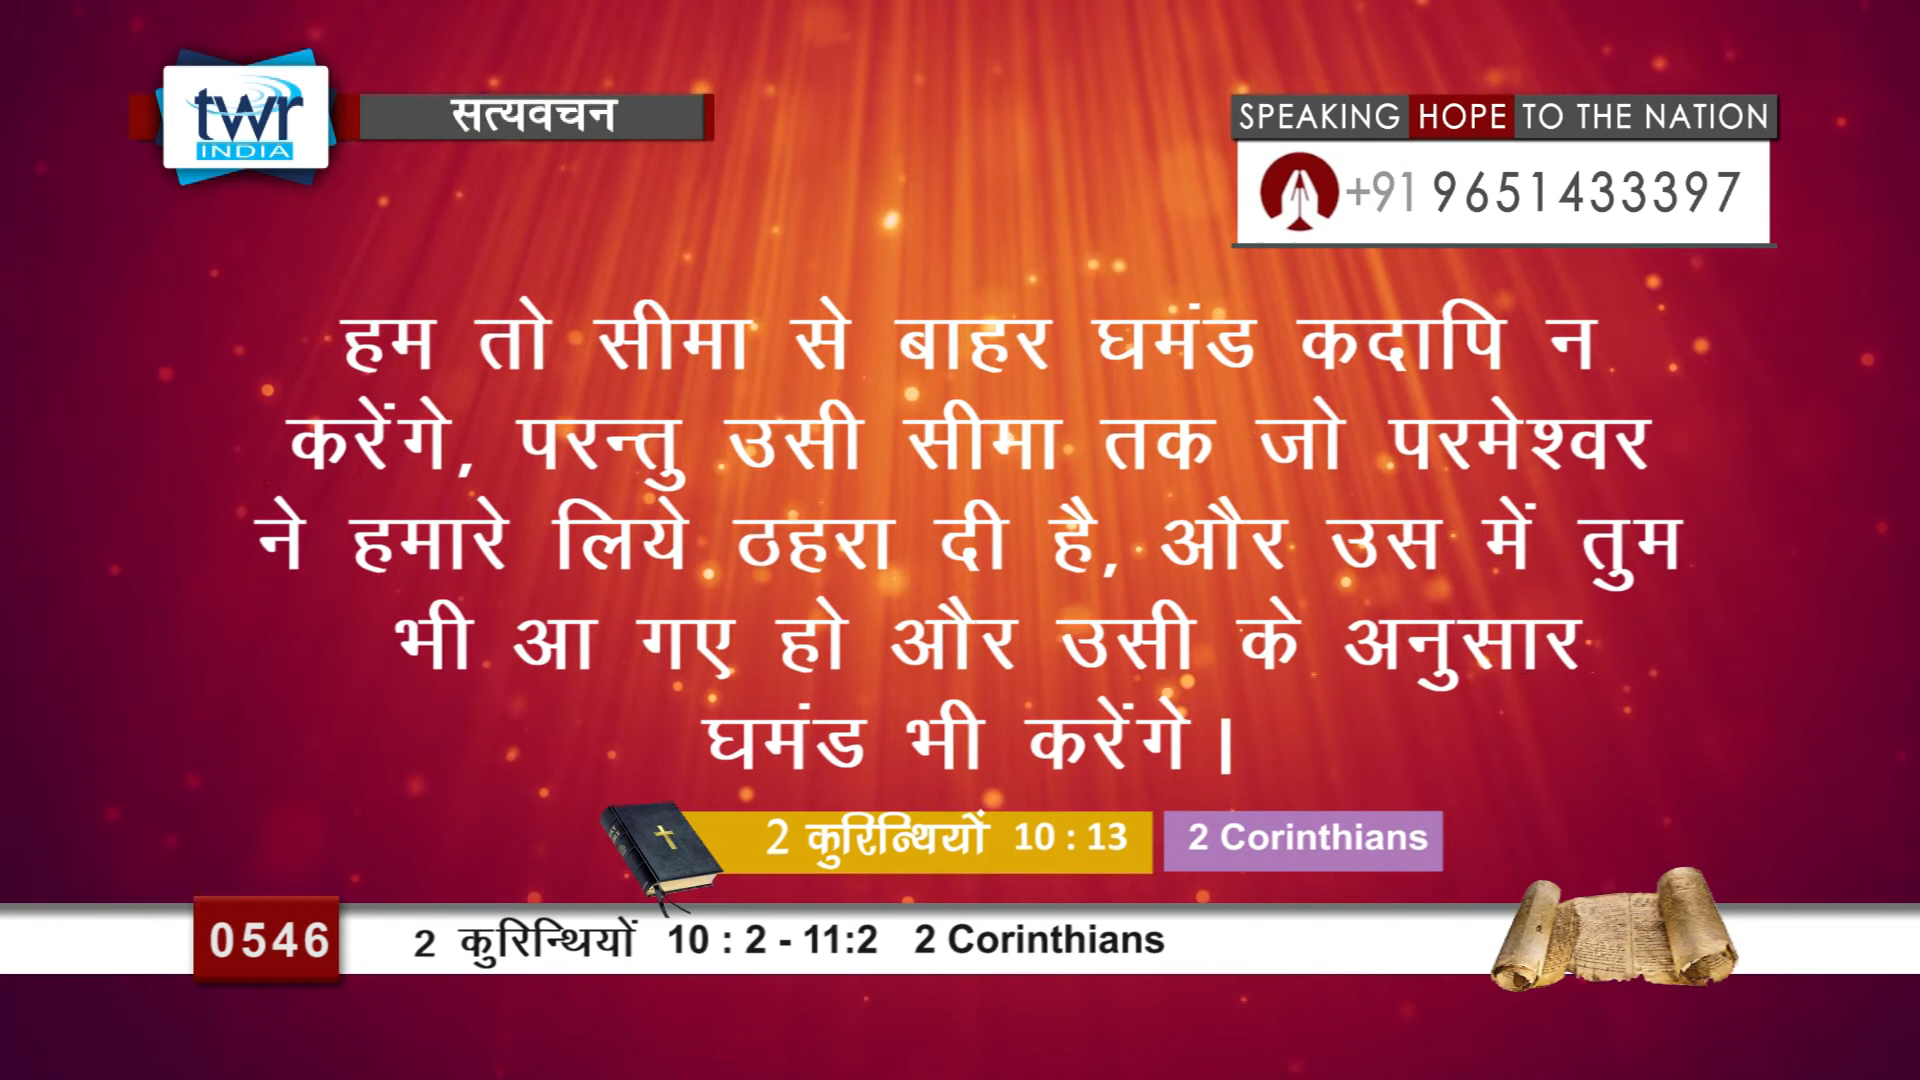 twr
INDIA
सत्यवचन
SPEAKING HOPE TO THE NATION
+91 9651433397
हम तो सीमा से बाहर घमंड कदापि न
करेंगे, परन्तु उसी सीमा तक जो परमेश्वर
ने हमारे लिये ठहरा दी है, और उस में तुम
भी आ गए हो और उसी के अनुसार
घमंड भी करेंगे।
2 कुरिन्थियों 10 : 13 2 Corinthians
0546 2 कुरिन्थियों 10 : 2 - 11:2 2 Corinthians